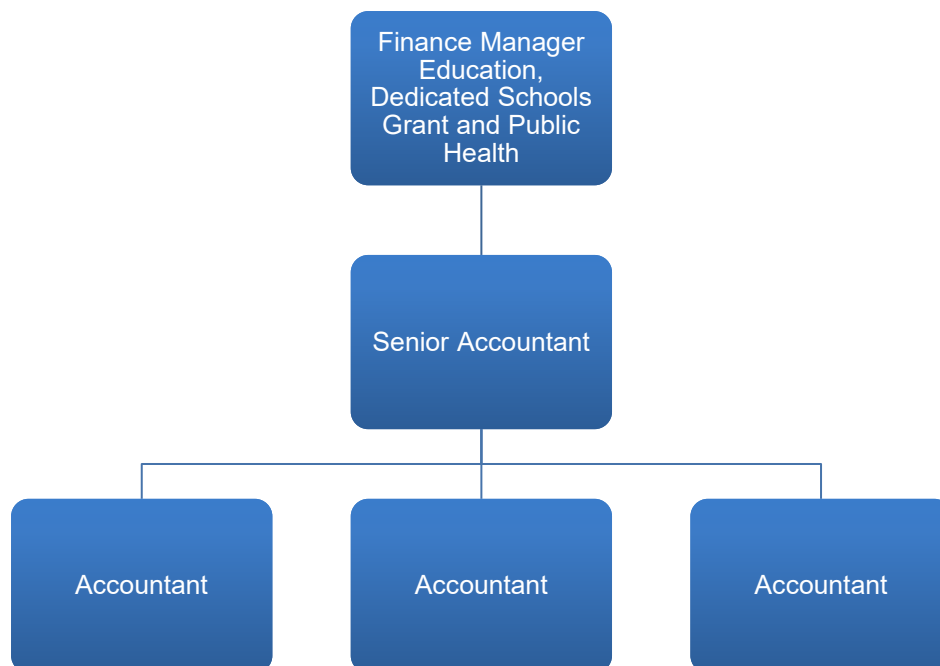 Finance Manager
Education,
Dedicated Schools
Grant and Public
Health
Senior Accountant
Accountant
Accountant
Accountant